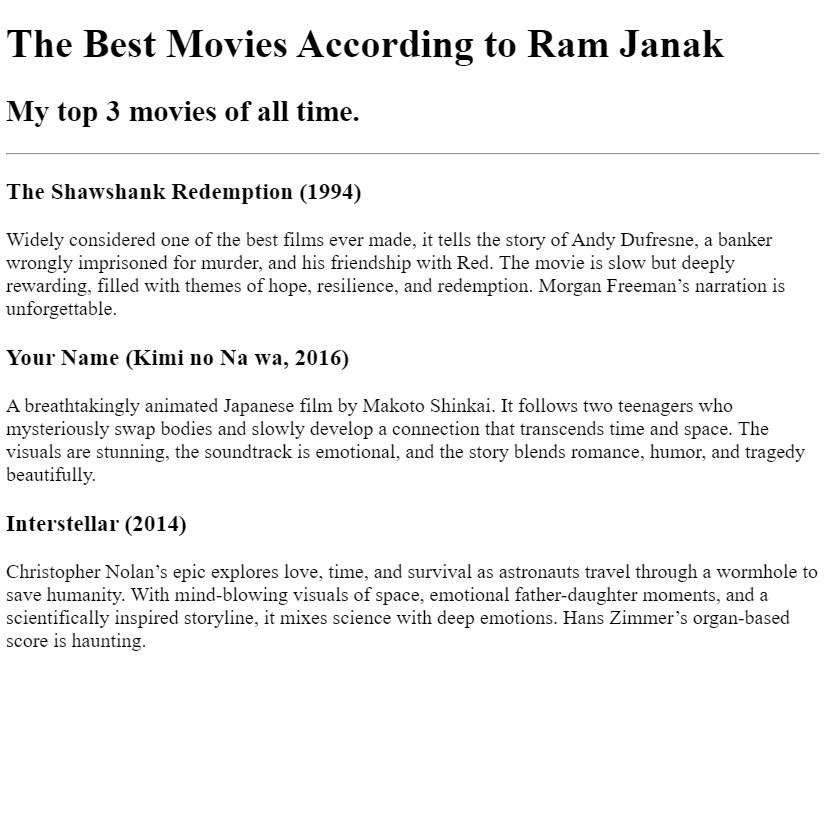 The Best Movies According to Ram Janak
My top 3 movies of all time.
The Shawshank Redemption (1994)
Widely considered one of the best films ever made, it tells the story of Andy Dufresne, a banker
wrongly imprisoned for murder, and his friendship with Red. The movie is slow but deeply
rewarding, filled with themes of hope, resilience, and redemption. Morgan Freeman’s narration is
unforgettable.
Your Name (Kimi no Na wa, 2016)
A breathtakingly animated Japanese film by Makoto Shinkai. It follows two teenagers who
mysteriously swap bodies and slowly develop a connection that transcends time and space. The
visuals are stunning, the soundtrack is emotional, and the story blends romance, humor, and tragedy
beautifully.
Interstellar (2014)
Christopher Nolan’s epic explores love, time, and survival as astronauts travel through a wormhole to
save humanity. With mind-blowing visuals of space, emotional father-daughter moments, and a
scientifically inspired storyline, it mixes science with deep emotions. Hans Zimmer’s organ-based
score is haunting.